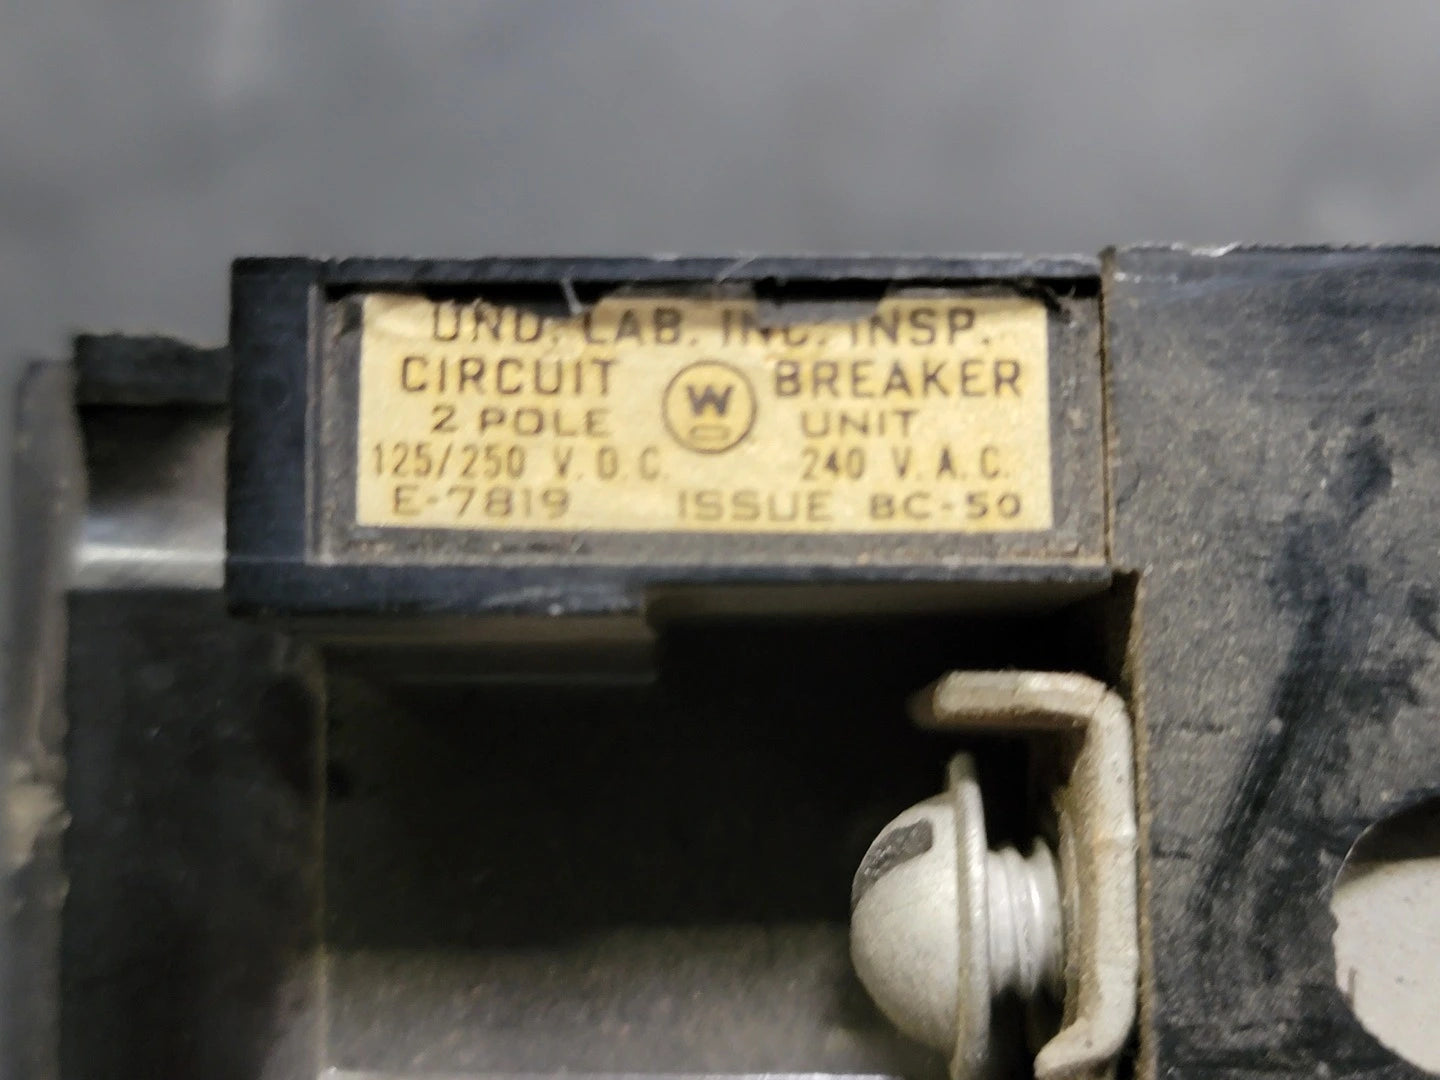 UND. LAB. INC. INSP.
CIRCUIT W BREAKER
2 POLE UNIT
125/250 V.D.C. 240 V.A.C.
E-7819 ISSUE BC-50